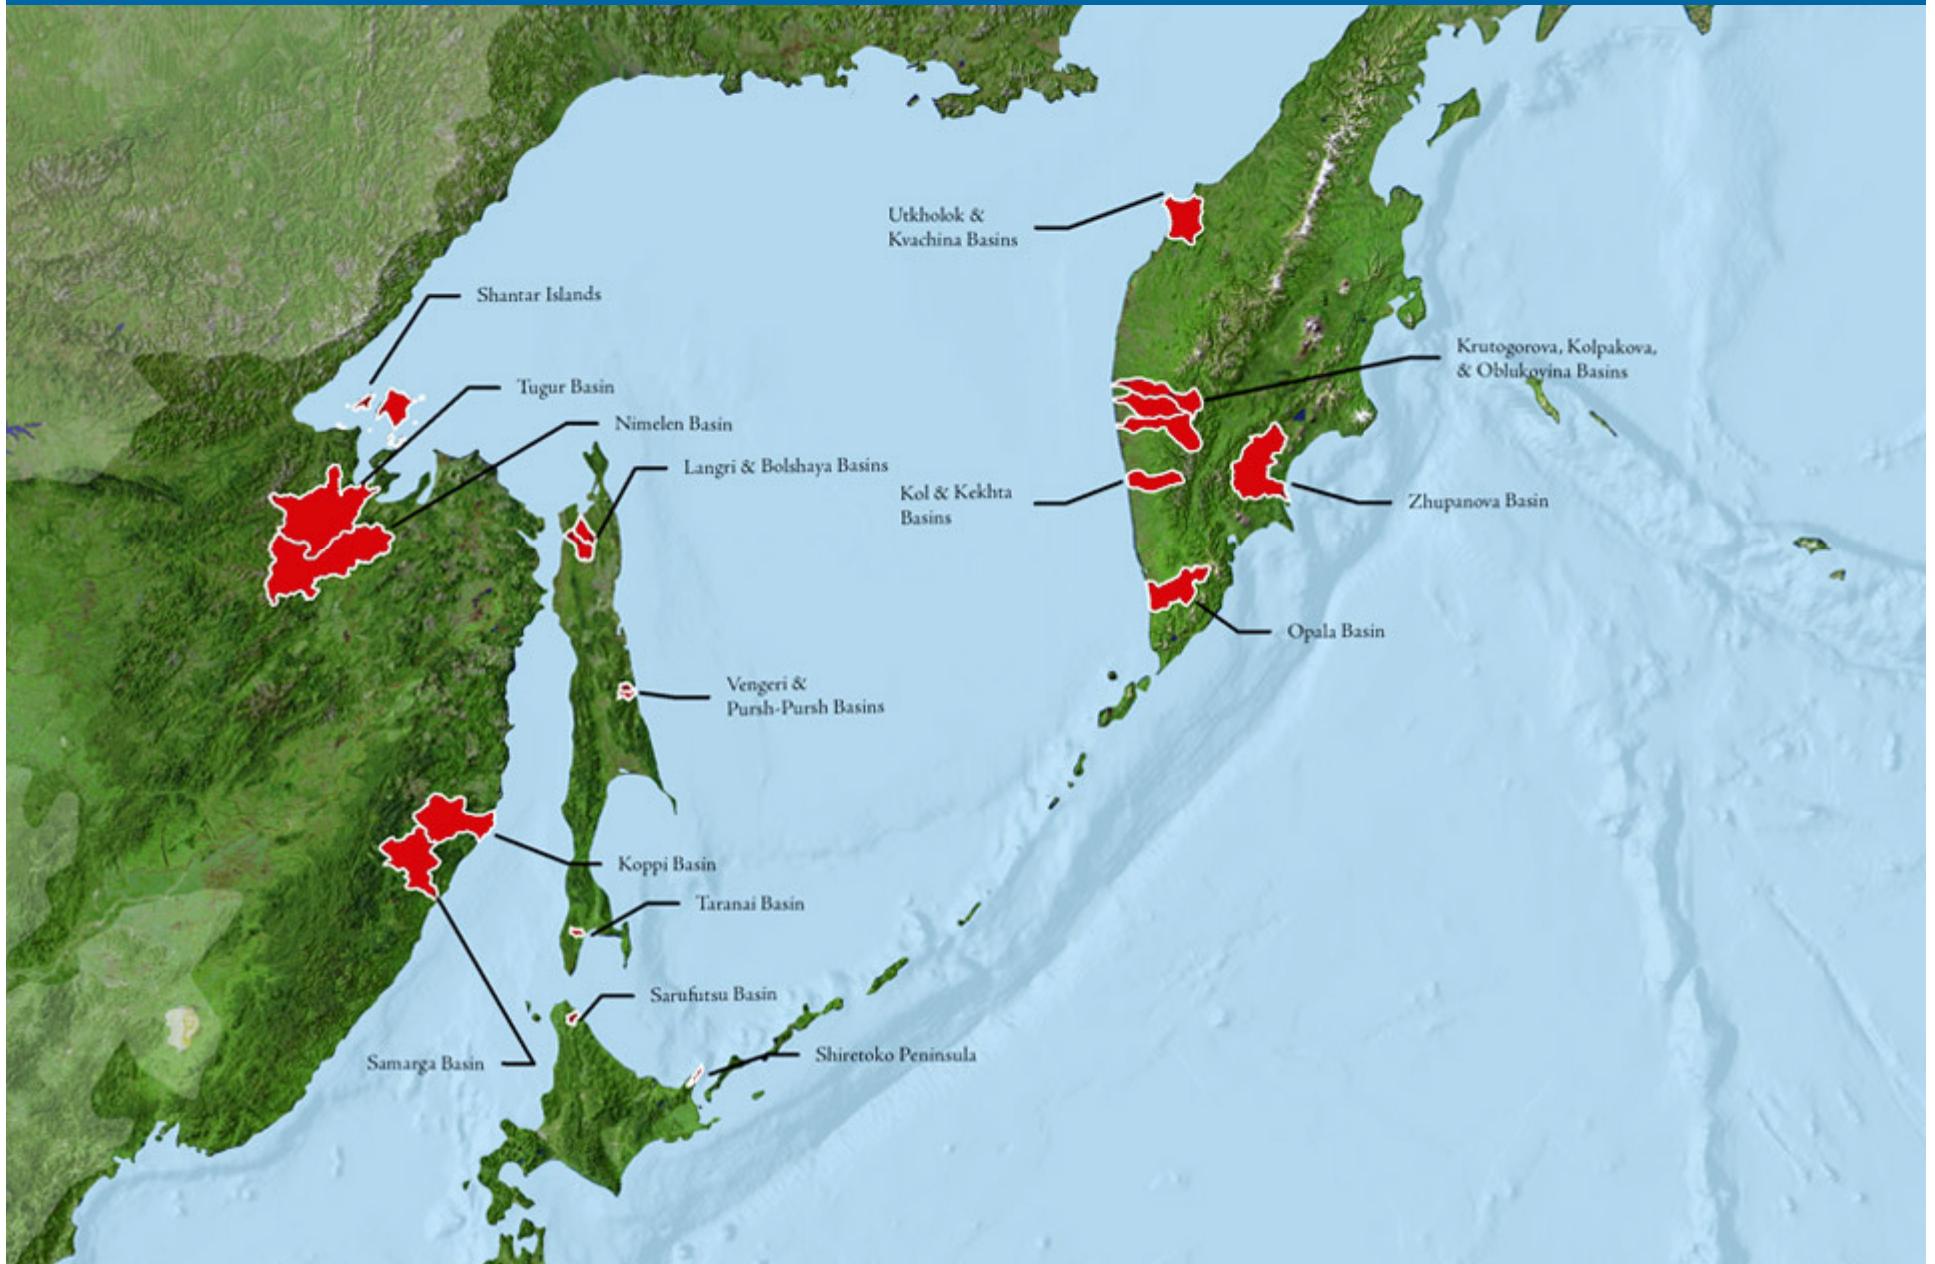 Utkholok &
Kvachina Basins
Shantar Islands
Krutogorova, Kolpakova,
& Oblukovina Basins
Tugur Basin
Nimelen Basin
Langri & Bolshaya Basins
Kol & Kekhta
Basins
Zhupanova Basin
Opala Basin
Vengeri &
Pursh-Pursh Basins
Koppi Basin
Taranai Basin
Sarufutsu Basin
Samarga Basin
Shiretoko Peninsula